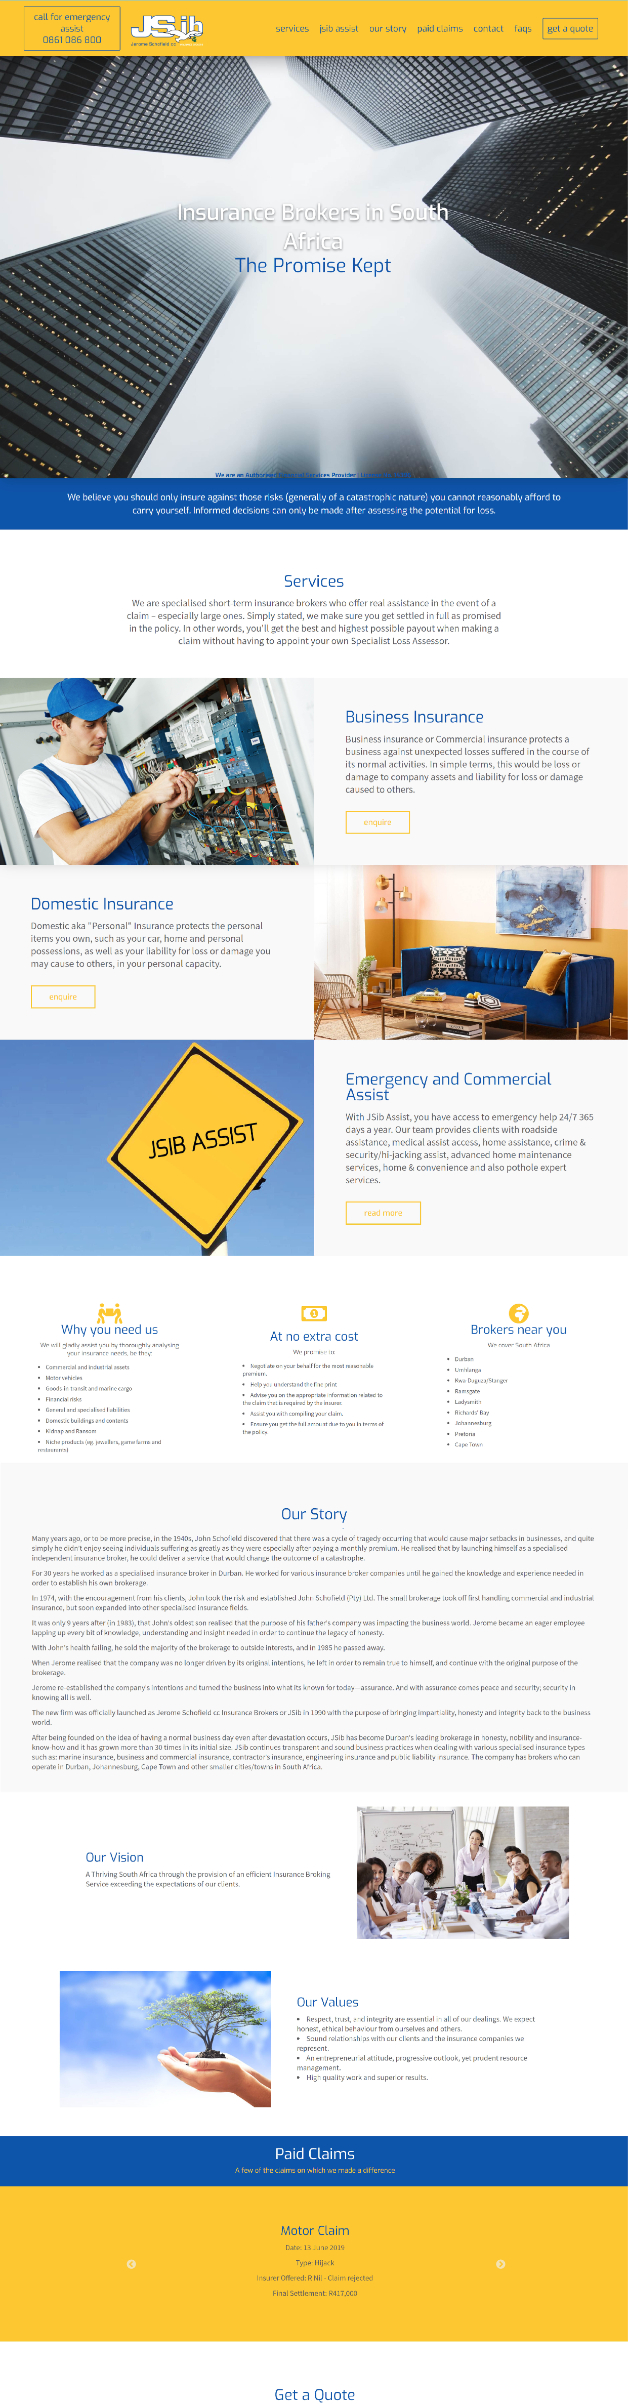 call for emergency
assist
0861 086 800
JSib
services
jsib assist
our story
paid claims
contact
faqs
get a quote
Insurance Brokers in South
Africa
The Promise Kept
We are an Authorised Financial Services Provider
We believe you should only insure against those risks (generally of a catastrophic nature) you cannot reasonably afford to
carry yourself. Informed decisions can only be made after assessing the potential for loss.
Services
We are specialised short term insurance brokers who offer real assistance in the event of a
claim – especially large ones. Simply stated, we make sure you get settled in full as promised
in the policy. In other words, you'll get the best and highest possible payout when making a
claim without having to appoint your own Specialist Loss Assessor.
Business Insurance
Business insurance or Commercial insurance protects a
business against unexpected losses suffered in the course of
its normal activities. In simple terms, this would be loss or
damage to company assets and liability for loss or damage
caused to others.
enquire
Domestic Insurance
Domestic aka "Personal" Insurance protects the personal
items you own, such as your car, home and personal
possessions, as well as your liability for loss or damage you
may cause to others, in your personal capacity.
enquire
JSIB ASSIST
Emergency and Commercial
Assist
With JSib Assist, you have access to emergency help 24/7 365
days a year. Our team provides clients with roadside
assistance, medical assist access, home assistance, crime &
security/hi-jacking assist, advanced home maintenance
services, home & convenience and also pothole expert
services.
read more
Why you need us
We will gladly assist you by thoroughly analysing
your insurance needs, be they:
Commercial and industrial assets
Motor vehicles
Goods in transit and marine cargo
Financial risks
General and specialised liabilities
Domestic buildings and contents
Kidnap and Ransom
Niche products (eg. jewellers, game farms and
restaurants)
At no extra cost
We promise to:
Negotiate on your behalf for the most reasonable
premium.
Help you understand the fine print
Advise you on the appropriate information related to
the claim that is required by the insurer.
Assist you with compiling your claim.
Ensure you get the full amount due to you in terms of
the policy.
Brokers near you
We cover South Africa
Durban
Umhlanga
Kwa Duguza/Stanger
Ramsgate
Ladysmith
Richards' Bay
Johannesburg
Pretoria
Cape Town
Our Story
Many years ago, or to be more precise, in the 1940s, John Schofield discovered that there was a cycle of tragedy occurring that would cause major setbacks in businesses, and quite
simply he didn't enjoy seeing individuals suffering as greatly as they were especially after paying a monthly premium. He realised that by launching himself as a specialised
independent insurance broker, he could deliver a service that would change the outcome of a catastrophe.
For 30 years he worked as a specialised insurance broker in Durban. He worked for various insurance broker companies until he gained the knowledge and experience needed in
order to establish his own brokerage.
In 1974, with the encouragement from his clients, John took the risk and established John Schofield (Pty) Ltd. The small brokerage took off first handling commercial and industrial
insurance, but soon expanded into other specialised insurance fields.
It was only 9 years after (in 1983), that John's oldest son realised that the purpose of his father's company was impacting the business world. Jerome became an eager employee
lapping up every bit of knowledge, understanding and insight needed in order to continue the legacy of honesty.
With John's health failing, he sold the majority of the brokerage to outside interests, and in 1985 he passed away.
When Jerome realised that the company was no longer driven by its original intentions, he left in order to remain true to himself, and continue with the original purpose of the
brokerage.
Jerome re-established the company's intentions and turned the business into what its known for today - assurance. And with assurance comes peace and security; security in
knowing all is well.
The new firm was officially launched as Jerome Schofield cc Insurance Brokers or JSib in 1990 with the purpose of bringing impartiality, honesty and integrity back to the business
world.
After being founded on the idea of having a normal business day even after devastation occurs, JSib has become Durban's leading brokerage in honesty, nobility and insurance-
know-how and it has grown more than 30 times in its initial size. JSib continues transparent and sound business practices when dealing with various specialised insurance types
such as: marine insurance, business and commercial insurance, contractor's insurance, engineering insurance and public liability insurance. The company has brokers who can
operate in Durban, Johannesburg, Cape Town and other smaller cities/towns in South Africa.
Our Vision
A Thriving South Africa through the provision of an efficient Insurance Broking
Service exceeding the expectations of our clients.
Our Values
Respect, trust, and integrity are essential in all of our dealings. We expect
honest, ethical behaviour from ourselves and others.
Sound relationships with our clients and the insurance companies we
represent.
An entrepreneurial attitude, progressive outlook, yet prudent resource
management.
High quality work and superior results.
Paid Claims
A few of the claims on which we made a difference
Motor Claim
Date: 13 June 2019
Type: Hijack
Insurer Offered: R Nil - Claim rejected
Final Settlement: R417,000
Get a Quote